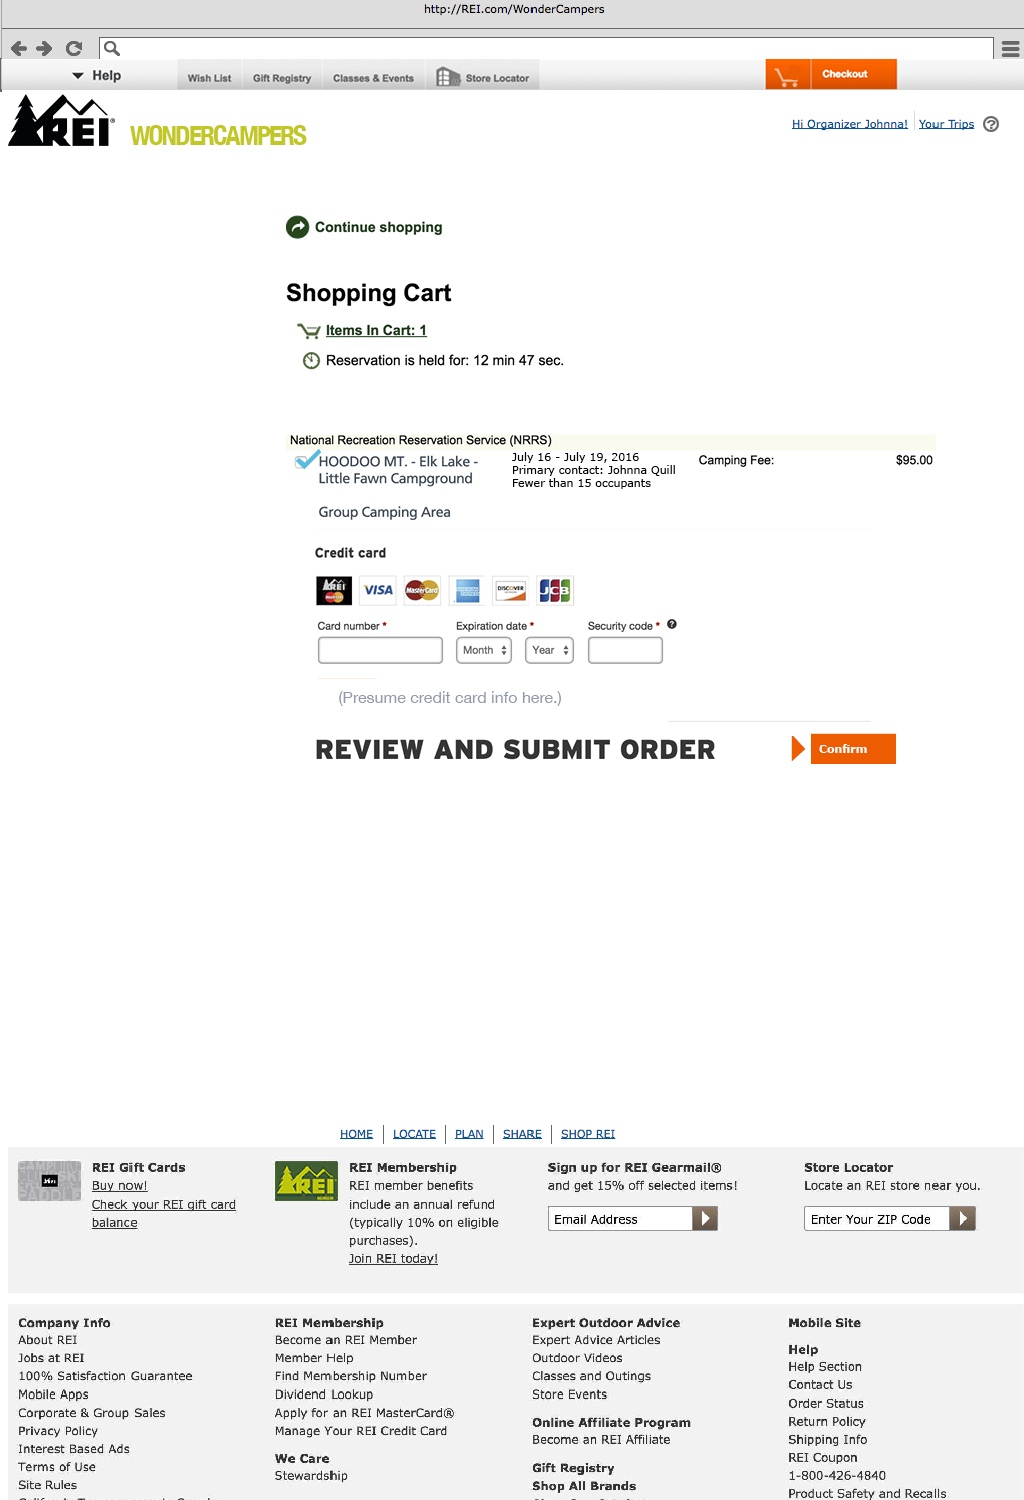 http://REI.com/WonderCampers
Help
Wish List
Gift Registry
Classes & Events
Store Locator
Checkout
REI®
WONDERCAMPERS
Hi Organizer Johnna!
Your Trips
?
Continue shopping
Shopping Cart
Items In Cart: 1
Reservation is held for: 12 min 47 sec.
National Recreation Reservation Service (NRRS)
HOODOO MT. - Elk Lake -
Little Fawn Campground
Group Camping Area
July 16 - July 19, 2016
Primary contact: Johnna Quill
Fewer than 15 occupants
Camping Fee:
$95.00
Credit card
REI MasterCard
VISA
MasterCard
AMERICAN EXPRESS
DISCOVER
JCB
Card number *
Expiration date *
Security code * ?
Month
Year
(Presume credit card info here.)
REVIEW AND SUBMIT ORDER
Confirm
HOME
LOCATE
PLAN
SHARE
SHOP REI
REI Gift Cards
Buy now!
Check your REI gift card
balance
REI
REI Membership
REI member benefits
include an annual refund
(typically 10% on eligible
purchases).
Join REI today!
Sign up for REI Gearmail®
and get 15% off selected items!
Email Address
Store Locator
Locate an REI store near you.
Enter Your ZIP Code
Company Info
About REI
Jobs at REI
100% Satisfaction Guarantee
Mobile Apps
Corporate & Group Sales
Privacy Policy
Interest Based Ads
Terms of Use
Site Rules
REI Membership
Become an REI Member
Member Help
Find Membership Number
Dividend Lookup
Apply for an REI MasterCard®
Manage Your REI Credit Card
We Care
Stewardship
Expert Outdoor Advice
Expert Advice Articles
Outdoor Videos
Classes and Outings
Store Events
Online Affiliate Program
Become an REI Affiliate
Gift Registry
Shop All Brands
Mobile Site
Help
Help Section
Contact Us
Order Status
Return Policy
Shipping Info
REI Coupon
1-800-426-4840
Product Safety and Recalls